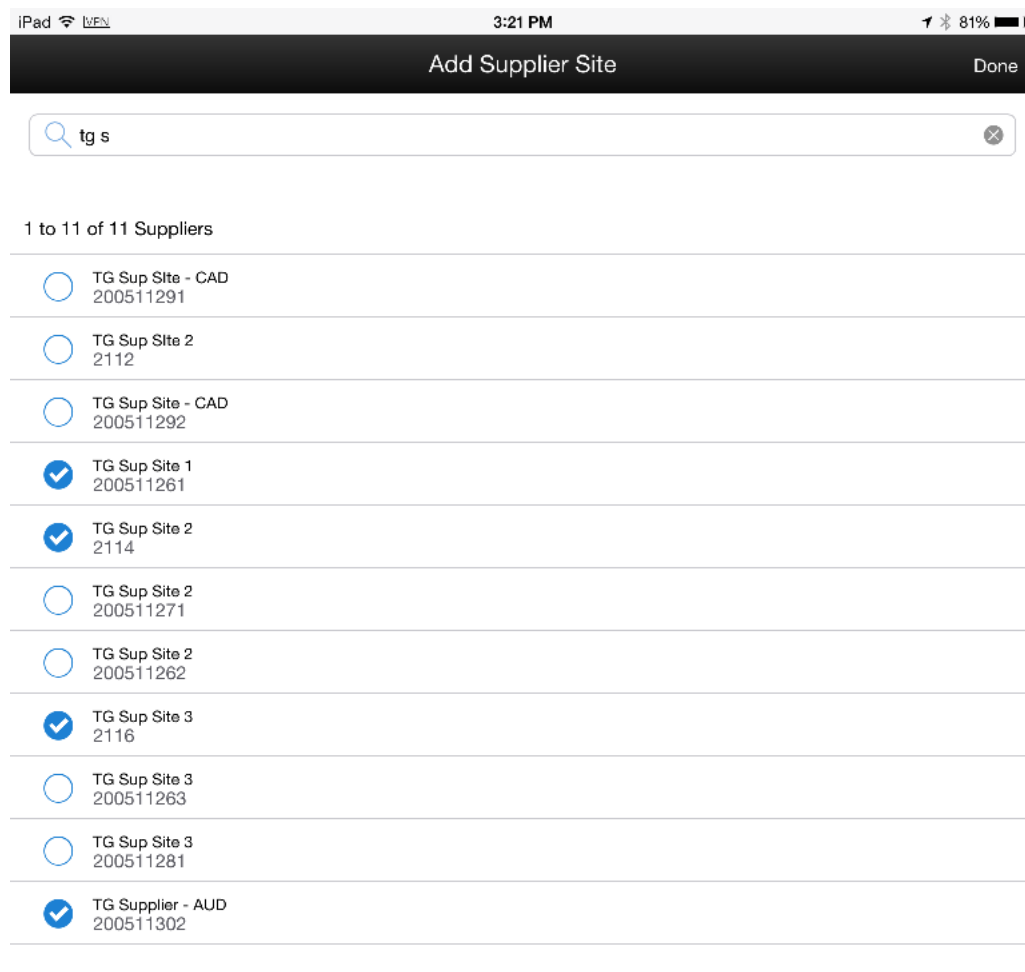 iPad VPN 3:21 PM 81%
Add Supplier Site Done
tg s
1 to 11 of 11 Suppliers
TG Sup SIte - CAD
200511291
TG Sup SIte 2
2112
TG Sup Site - CAD
200511292
TG Sup Site 1
200511261
TG Sup Site 2
2114
TG Sup Site 2
200511271
TG Sup Site 2
200511262
TG Sup Site 3
2116
TG Sup Site 3
200511263
TG Sup Site 3
200511281
TG Supplier - AUD
200511302